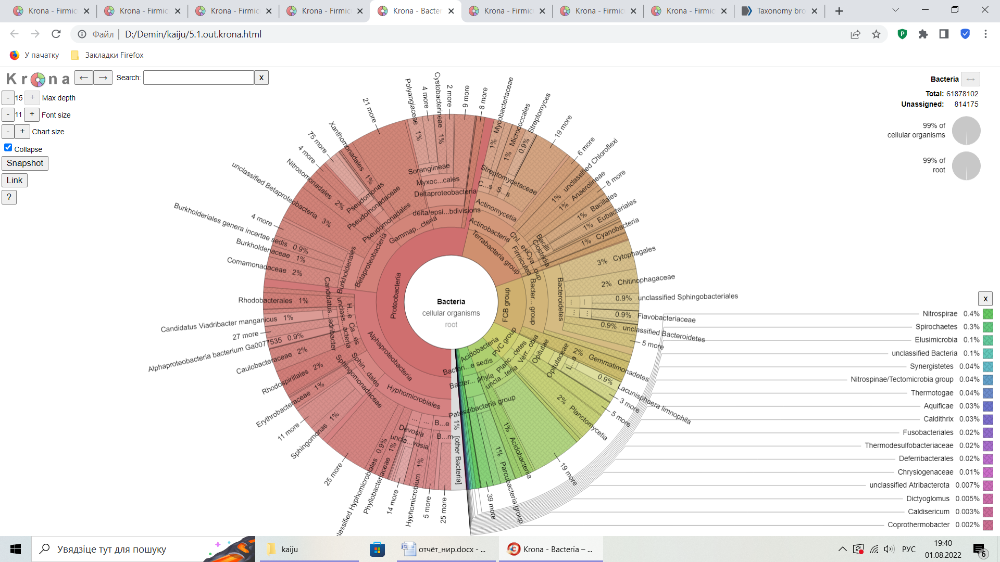 Krona - Firmic
Krona - Firmic
Krona - Firmic
Krona - Firmic
Krona - Bacter
Krona - Firmic
Krona - Firmic
Krona - Firmic
Taxonomy bro
Файл
D:/Demin/kaiju/5.1.out.krona.html
У пачатку
Закладки Firefox
Krona
← → Search: x
- 15 + Max depth
- 11 + Font size
- + Chart size
Collapse
Snapshot
Link
?
Bacteria ↔
Total: 61878102
Unassigned: 814175
99% of
cellular organisms
99% of
root
Bacteria
cellular organisms
root
Proteobacteria
Terrabacteria group
FCB group
PVC group
Acidobacteria
Bacteri...e sedis
Bacter... phyla
Patescibacteria group
uncla...teria
Planc...cetes
Verr...obia
Opitutae
Opitutaceae
L...a
Bacter... group
Bacteroidetes
Actinobacteria
Actinomycetia
Streptomycetaceae
C...s
S...s
Chl...exi
Firmicutes
Cya...oup
Bacilli
Clostridia
delta/epsi...bdivisions
Deltaproteobacteria
Myxoc...cales
Sorangiineae
Gammap...cteria
Pseudomonadales
Pseudomonadaceae
Pseudomonas
Betaproteobacteria
Burkholderiales
Alphaproteobacteria
Hyphomicrobiales
Sphin...dales
Sphingomonadaceae
H...e
Ca...es
unclass...acteria
Candidatus...adribacter
Devosia
uncla...vosia
...
...
B...e
B...m
Polyangiaceae 1%
4 more
Cystobacterineae 1%
2 more
9 more
8 more
Mycobacteriaceae 1%
Micrococcales 1%
Streptomyces 0.9%
19 more
6 more
1% unclassified Chloroflexi
1% Anaerolineae
8 more
1% Bacillales
1% Eubacteriales
1% Cyanobacteria
3% Cytophagales
2% Chitinophagaceae
0.9% unclassified Sphingobacteriales
0.9% Flavobacteriaceae
0.9% unclassified Bacteroidetes
5 more
2% Gemmatimonadetes
0.9% Lacunisphaera limnophila
3 more
5 more
2% Planctomycetia
19 more
1% Acidobacteriia
1% Parcubacteria group
39 more
1% [other Bacteria]
25 more
5 more
Hyphomicrobium 1%
14 more
Phyllobacteriaceae 1%
classified Hyphomicrobiales 0.9%
25 more
Sphingomonas 1%
11 more
Erythrobacteraceae 1%
Rhodospirillales 2%
Caulobacteraceae 2%
Alphaproteobacteria bacterium Ga0077535 0.9%
27 more
Candidatus Viadribacter manganicus 1%
Rhodobacterales 1%
Comamonadaceae 2%
Burkholderiaceae 1%
Burkholderiales genera incertae sedis 0.9%
4 more
unclassified Betaproteobacteria 3%
Nitrosomonadales 2%
4 more
75 more
Xanthomonadales 1%
21 more
x
Nitrospirae 0.4%
Spirochaetes 0.3%
Elusimicrobia 0.1%
unclassified Bacteria 0.1%
Synergistetes 0.04%
Nitrospinae/Tectomicrobia group 0.04%
Thermotogae 0.04%
Aquificae 0.03%
Caldithrix 0.03%
Fusobacteriales 0.02%
Thermodesulfobacteriaceae 0.02%
Deferribacterales 0.02%
Chrysiogenaceae 0.01%
unclassified Atribacterota 0.007%
Dictyoglomus 0.005%
Caldisericum 0.003%
Coprothermobacter 0.002%
Увядзіце тут для пошуку
kaiju
отчёт_нир.docx - ...
Krona - Bacteria – ...
РУС
19:40
01.08.2022
6